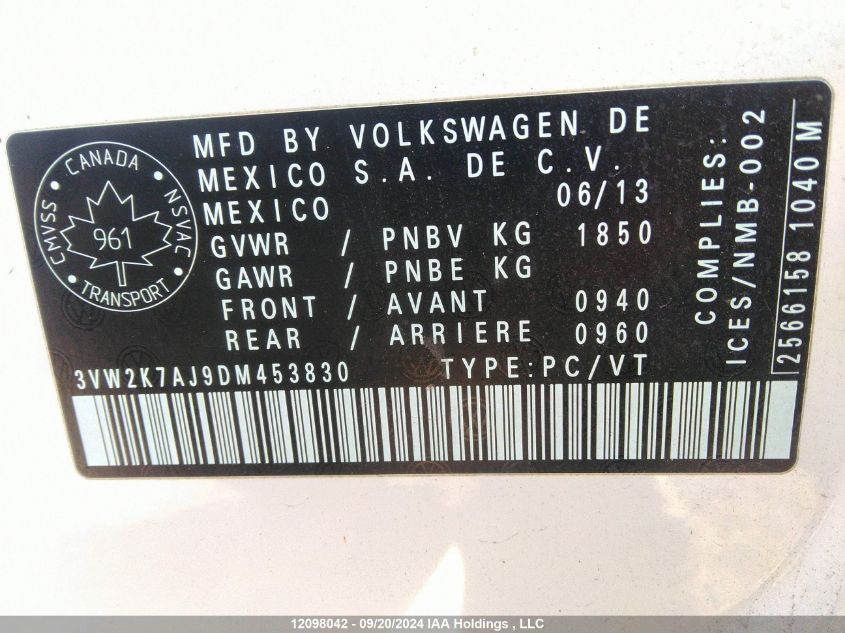 CANADA
CMVSS • NSVAC
961
• TRANSPORT •
MFD BY VOLKSWAGEN DE
MEXICO S.A. DE C.V.
MEXICO 06/13
GVWR / PNBV KG 1850
GAWR / PNBE KG
FRONT / AVANT 0940
REAR / ARRIERE 0960
3VW2K7AJ9DM453830 TYPE:PC/VT
COMPLIES:
ICES/NMB-002
2566158 1040 M
12098042 - 09/20/2024 IAA Holdings , LLC